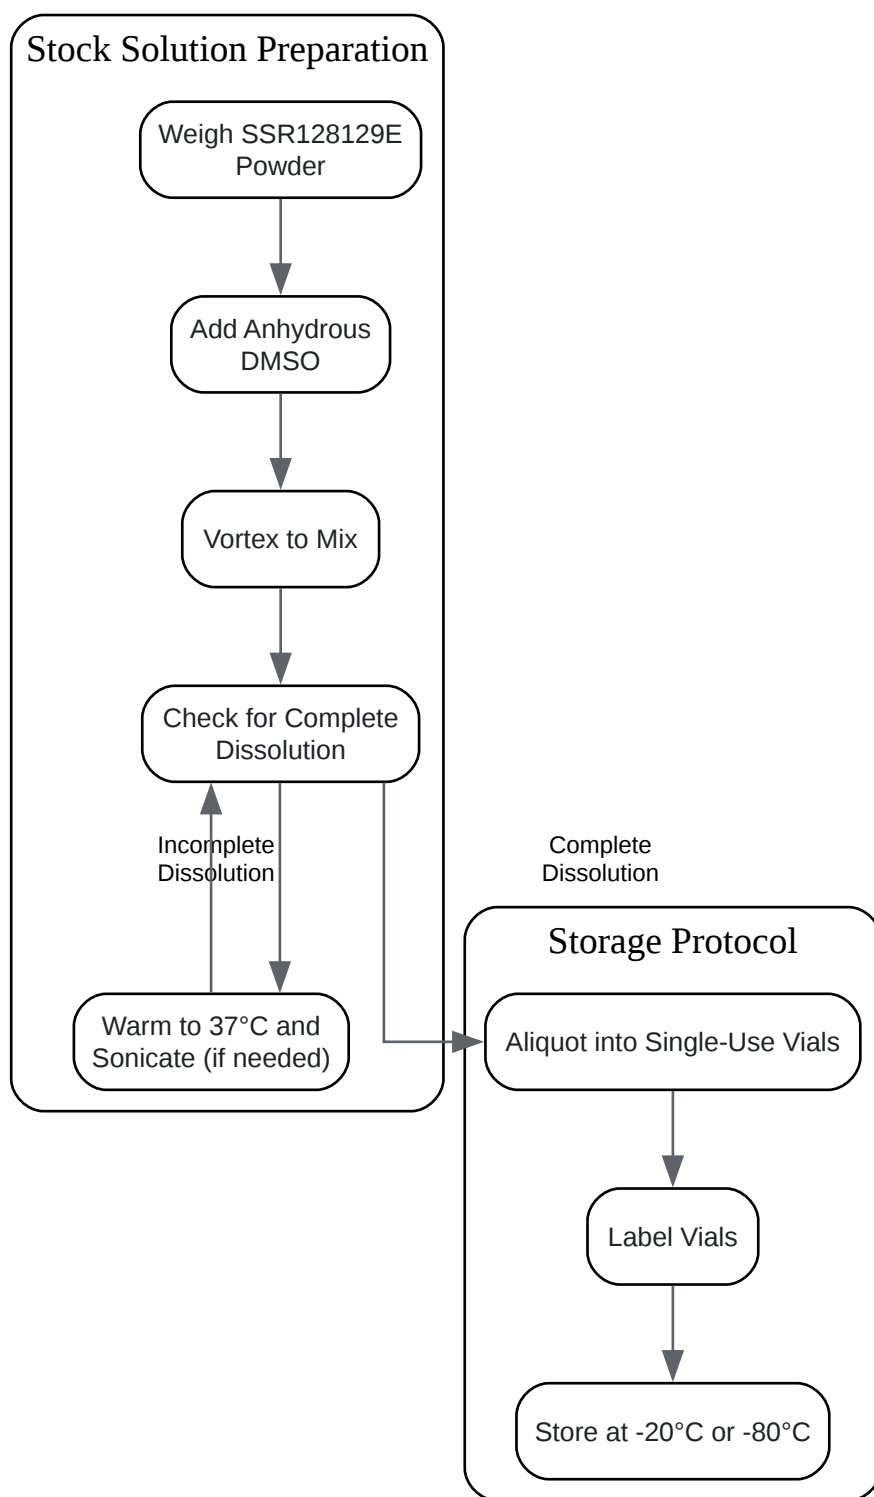 Stock Solution Preparation
Weigh SSR128129E
Powder
Add Anhydrous
DMSO
Vortex to Mix
Check for Complete
Dissolution
Incomplete
Dissolution
Complete
Dissolution
Warm to 37°C and
Sonicate (if needed)
Storage Protocol
Aliquot into Single-Use Vials
Label Vials
Store at -20°C or -80°C